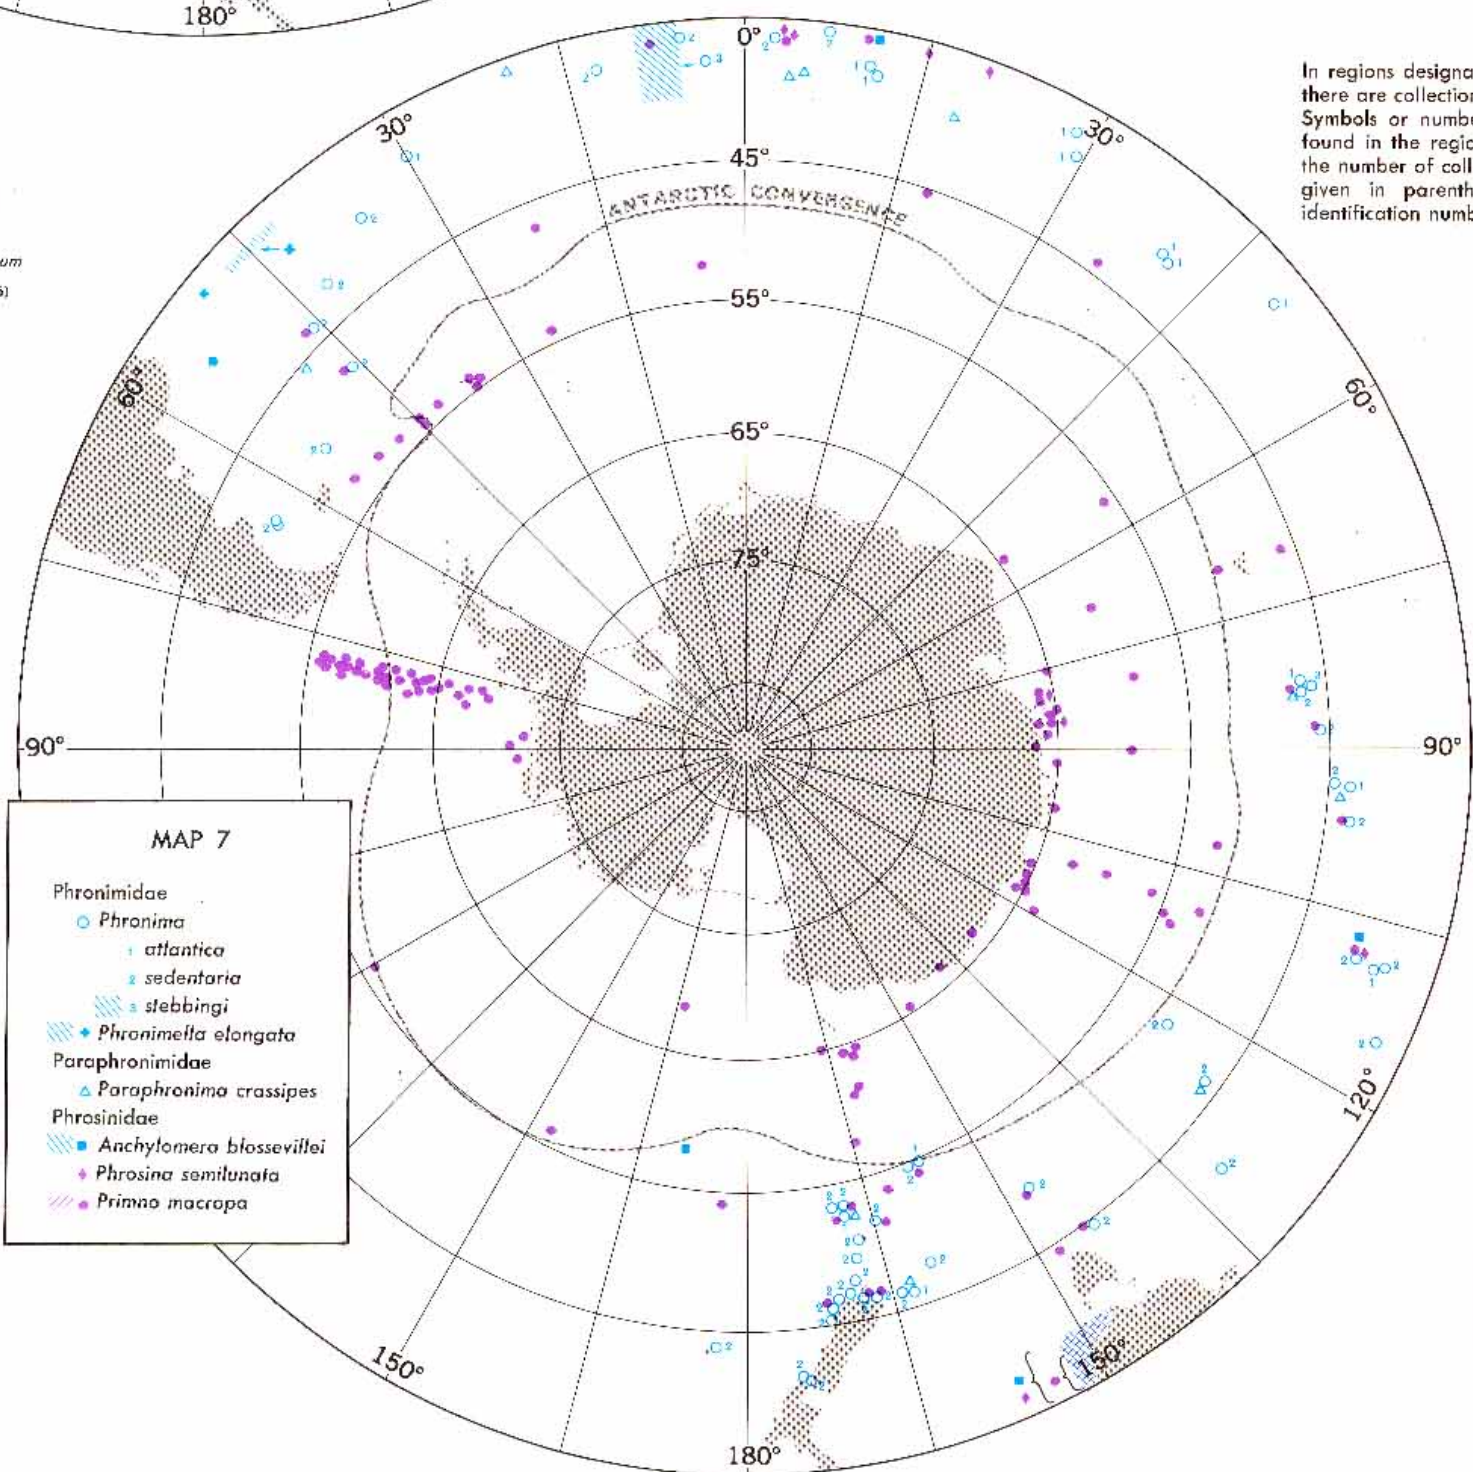 180°
0°
30°
30°
45°
ANTARCTIC CONVERGENCE
55°
60°
60°
65°
75°
90°
90°
120°
150°
150°
180°
In regions designa
there are collection
Symbols or numbe
found in the regio
the number of coll
given in parenth
identification numb
um
MAP 7
Phronimidae
Phronima
1 atlantica
2 sedentaria
3 stebbingi
Phronimella elongata
Paraphronimidae
Paraphronima crassipes
Phrosinidae
Anchylomera blossevillei
Phrosina semilunata
Primno macropa